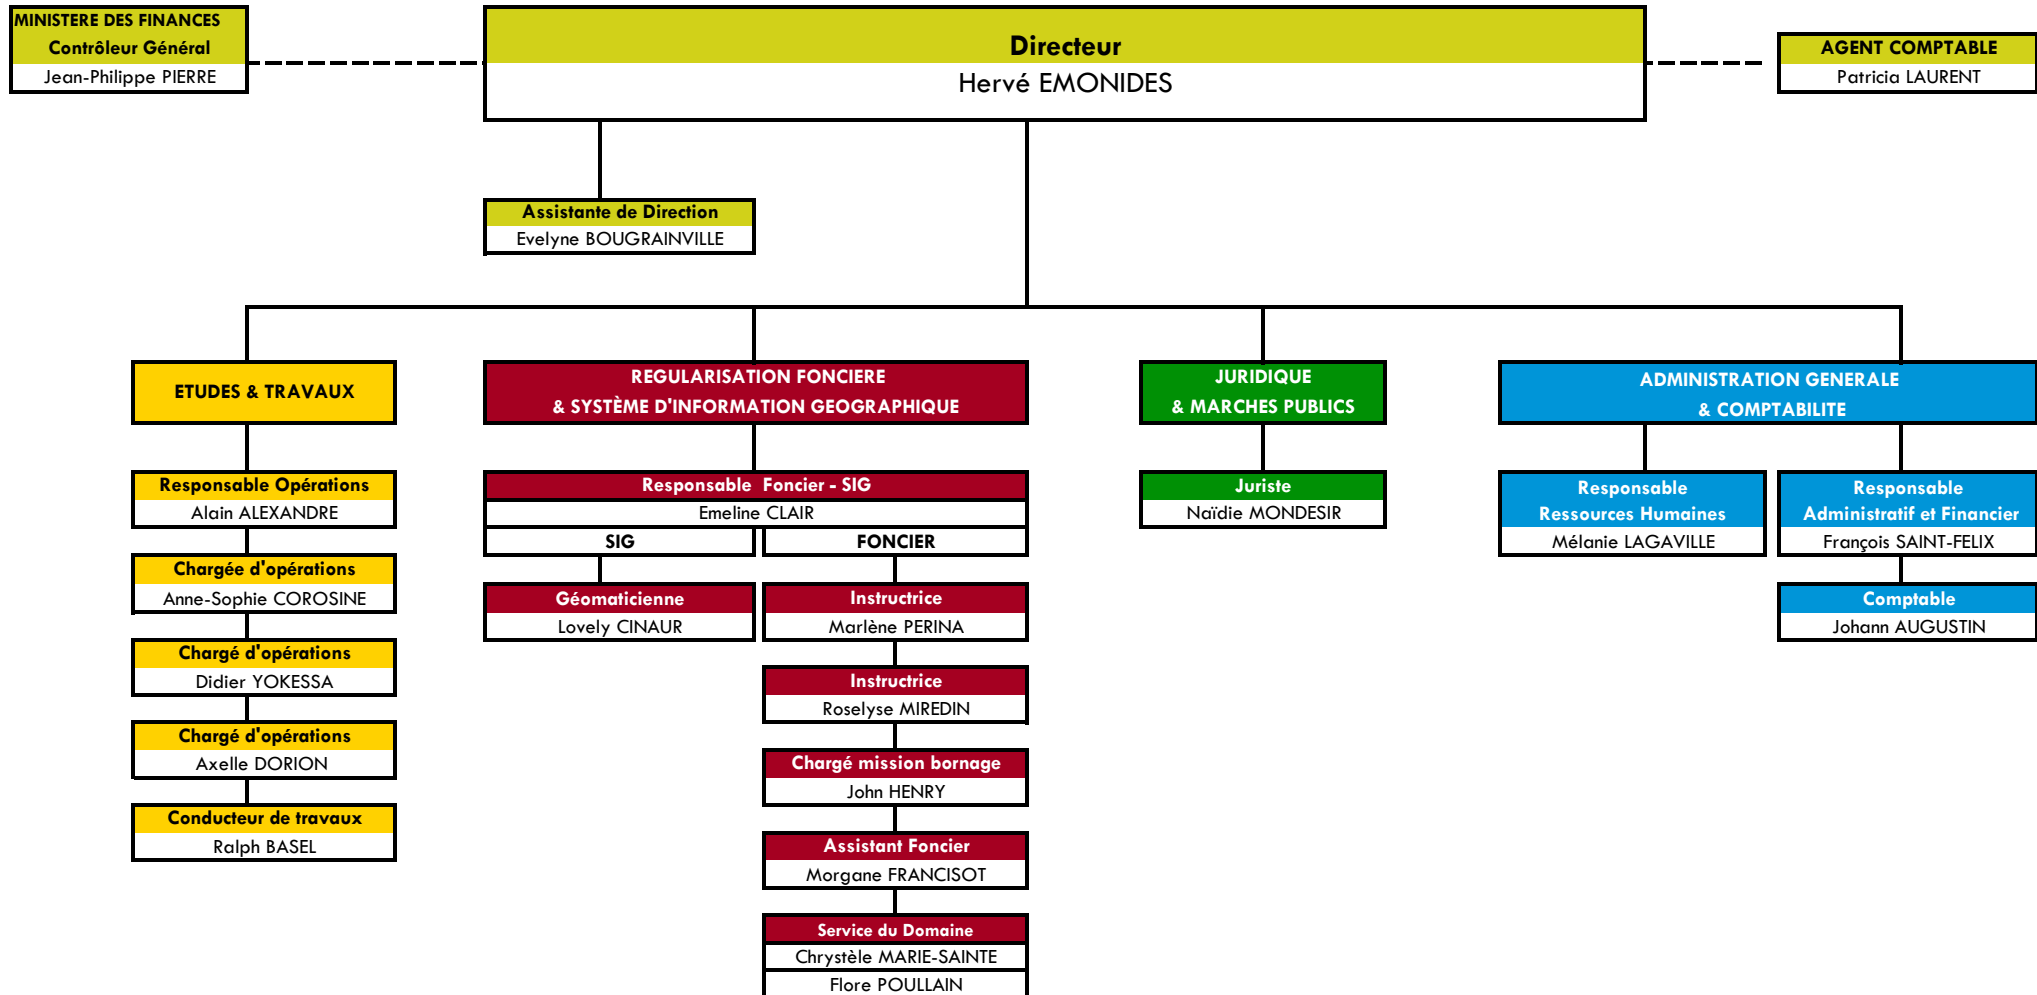 MINISTERE DES FINANCES
Contrôleur Général
Jean-Philippe PIERRE
Directeur
Hervé EMONIDES
AGENT COMPTABLE
Patricia LAURENT
Assistante de Direction
Evelyne BOUGRAINVILLE
ETUDES & TRAVAUX
Responsable Opérations
Alain ALEXANDRE
Chargée d'opérations
Anne-Sophie COROSINE
Chargé d'opérations
Didier YOKESSA
Chargé d'opérations
Axelle DORION
Conducteur de travaux
Ralph BASEL
REGULARISATION FONCIERE
& SYSTÈME D'INFORMATION GEOGRAPHIQUE
Responsable Foncier - SIG
Emeline CLAIR
SIG
Géomaticienne
Lovely CINAUR
FONCIER
Instructrice
Marlène PERINA
Instructrice
Roselyse MIREDIN
Chargé mission bornage
John HENRY
Assistant Foncier
Morgane FRANCISOT
Service du Domaine
Chrystèle MARIE-SAINTE
Flore POULLAIN
JURIDIQUE
& MARCHES PUBLICS
Juriste
Naïdie MONDESIR
ADMINISTRATION GENERALE
& COMPTABILITE
Responsable
Ressources Humaines
Mélanie LAGAVILLE
Responsable
Administratif et Financier
François SAINT-FELIX
Comptable
Johann AUGUSTIN